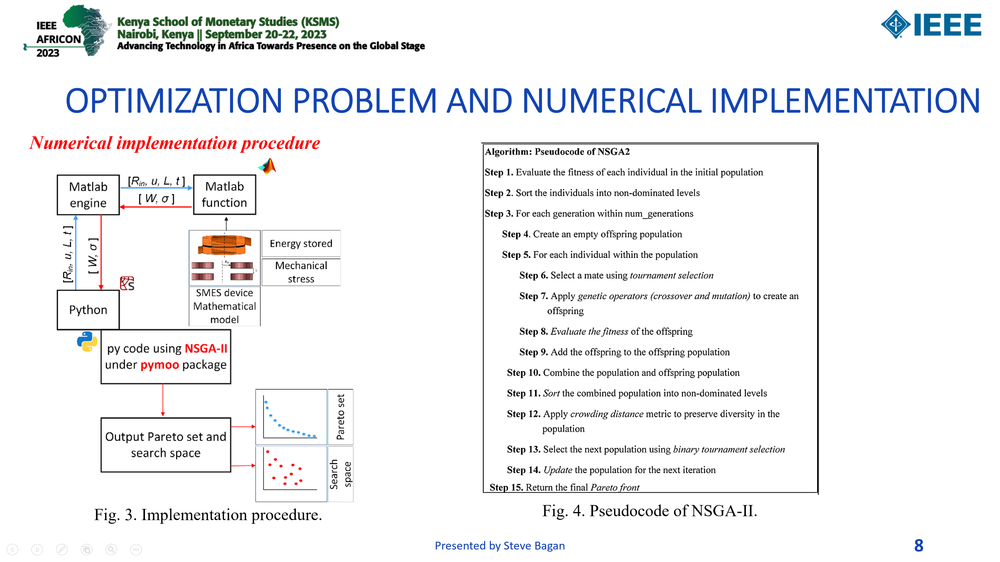 IEEE
AFRICON
2023
Kenya School of Monetary Studies (KSMS)
Nairobi, Kenya || September 20-22, 2023
Advancing Technology in Africa Towards Presence on the Global Stage
IEEE
OPTIMIZATION PROBLEM AND NUMERICAL IMPLEMENTATION
Numerical implementation procedure
Matlab
engine
[Rin, u, L, t ]
[ W, σ ]
Matlab
function
[Rin, u, L, t ]
[ W, σ ]
Energy stored
Mechanical
stress
SMES device
Mathematical
model
Python
py code using NSGA-II
under pymoo package
Output Pareto set and
search space
Pareto set
Search
space
Fig. 3. Implementation procedure.
Algorithm: Pseudocode of NSGA2
Step 1. Evaluate the fitness of each individual in the initial population
Step 2. Sort the individuals into non-dominated levels
Step 3. For each generation within num_generations
Step 4. Create an empty offspring population
Step 5. For each individual within the population
Step 6. Select a mate using tournament selection
Step 7. Apply genetic operators (crossover and mutation) to create an
offspring
Step 8. Evaluate the fitness of the offspring
Step 9. Add the offspring to the offspring population
Step 10. Combine the population and offspring population
Step 11. Sort the combined population into non-dominated levels
Step 12. Apply crowding distance metric to preserve diversity in the
population
Step 13. Select the next population using binary tournament selection
Step 14. Update the population for the next iteration
Step 15. Return the final Pareto front
Fig. 4. Pseudocode of NSGA-II.
Presented by Steve Bagan
8